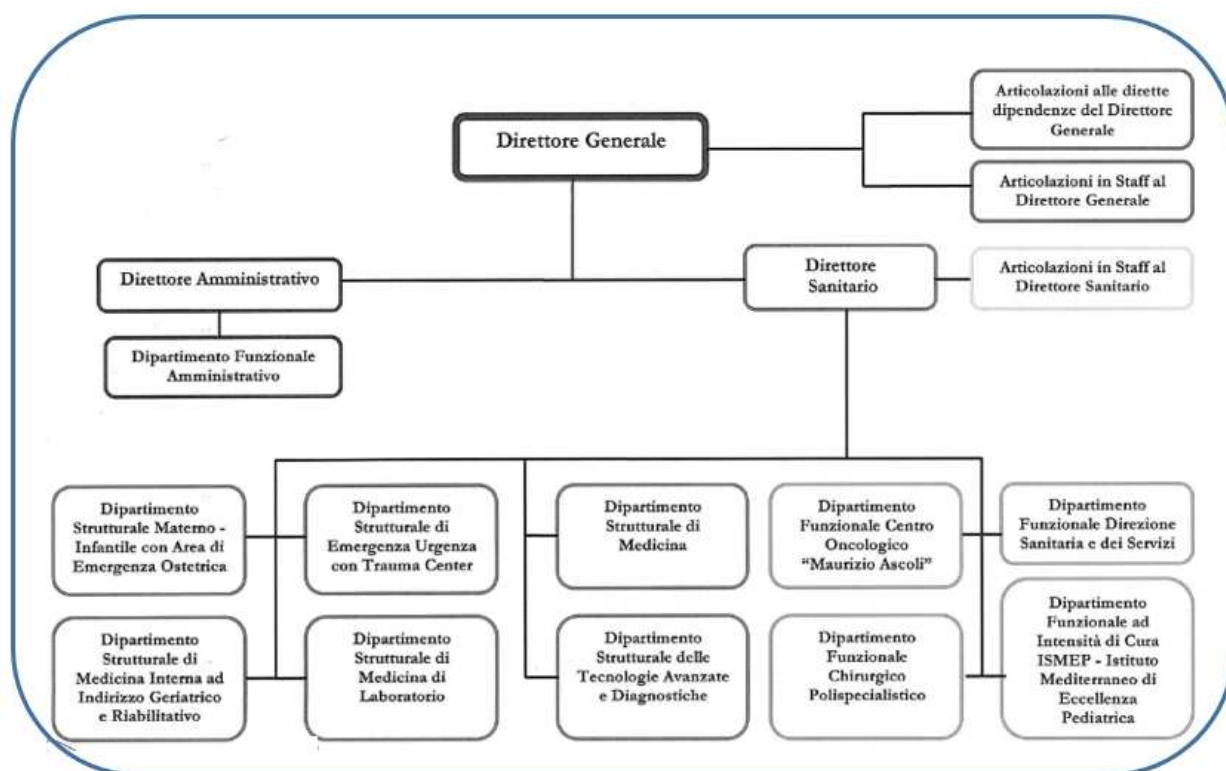 Direttore Generale
Articolazioni alle dirette
dipendenze del Direttore
Generale
Articolazioni in Staff al
Direttore Generale
Direttore Amministrativo
Direttore
Sanitario
Articolazioni in Staff al
Direttore Sanitario
Dipartimento Funzionale
Amministrativo
Dipartimento
Strutturale Materno -
Infantile con Area di
Emergenza Ostetrica
Dipartimento
Strutturale di
Emergenza Urgenza
con Trauma Center
Dipartimento
Strutturale di
Medicina
Dipartimento
Funzionale Centro
Oncologico
“Maurizio Ascoli”
Dipartimento
Funzionale Direzione
Sanitaria e dei Servizi
Dipartimento
Strutturale di
Medicina Interna ad
Indirizzo Geriatrico
e Riabilitativo
Dipartimento
Strutturale di
Medicina di
Laboratorio
Dipartimento
Strutturale delle
Tecnologie Avanzate
e Diagnostiche
Dipartimento
Funzionale
Chirurgico
Polispecialistico
Dipartimento
Funzionale ad
Intensità di Cura
ISMEP - Istituto
Mediterraneo di
Eccellenza
Pediatrica